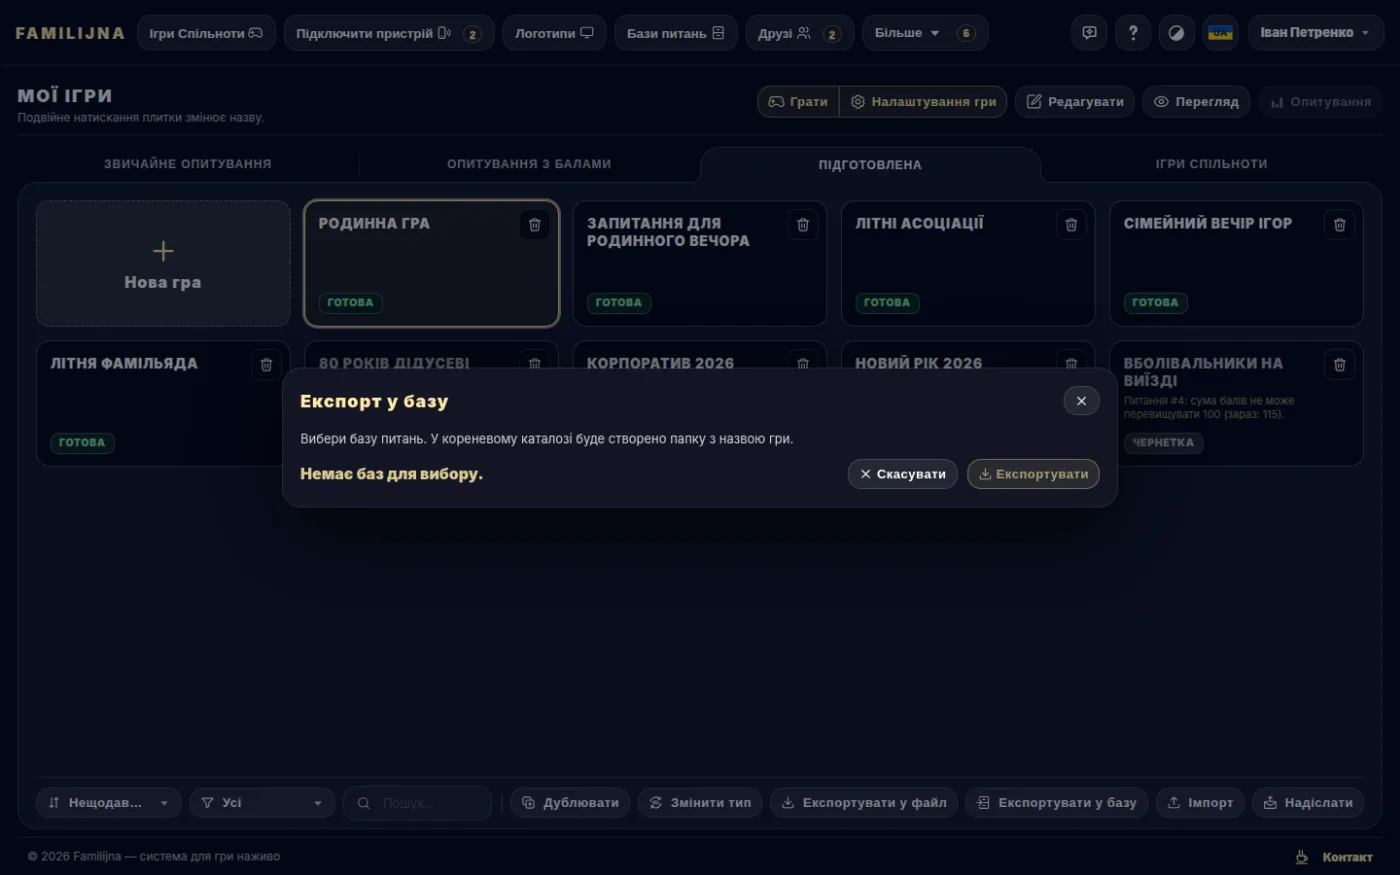 FAMILIJNA
Ігри Спільноти
Підключити пристрій 2
Логотипи
Бази питань
Друзі 2
Більше 6
?
UA
Іван Петренко
МОЇ ІГРИ
Подвійне натискання плитки змінює назву.
Грати
Налаштування гри
Редагувати
Перегляд
Опитування
ЗВИЧАЙНЕ ОПИТУВАННЯ
ОПИТУВАННЯ З БАЛАМИ
ПІДГОТОВЛЕНА
ІГРИ СПІЛЬНОТИ
Нова гра
РОДИННА ГРА
ГОТОВА
ЗАПИТАННЯ ДЛЯ
РОДИННОГО ВЕЧОРА
ГОТОВА
ЛІТНІ АСОЦІАЦІЇ
ГОТОВА
СІМЕЙНИЙ ВЕЧІР ІГОР
ГОТОВА
ЛІТНЯ ФАМІЛЬЯДА
ГОТОВА
80 РОКІВ ДІДУСЕВІ
КОРПОРАТИВ 2026
НОВИЙ РІК 2026
ВБОЛІВАЛЬНИКИ НА
ВИЇЗДІ
Питання #4: сума балів не може
перевищувати 100 (зараз: 115).
ЧЕРНЕТКА
Експорт у базу
Вибери базу питань. У кореневому каталозі буде створено папку з назвою гри.
Немає баз для вибору.
Скасувати
Експортувати
Нещодав...
Усі
Пошук...
Дублювати
Змінити тип
Експортувати у файл
Експортувати у базу
Імпорт
Надіслати
© 2026 Familijna — система для гри наживо
Контакт